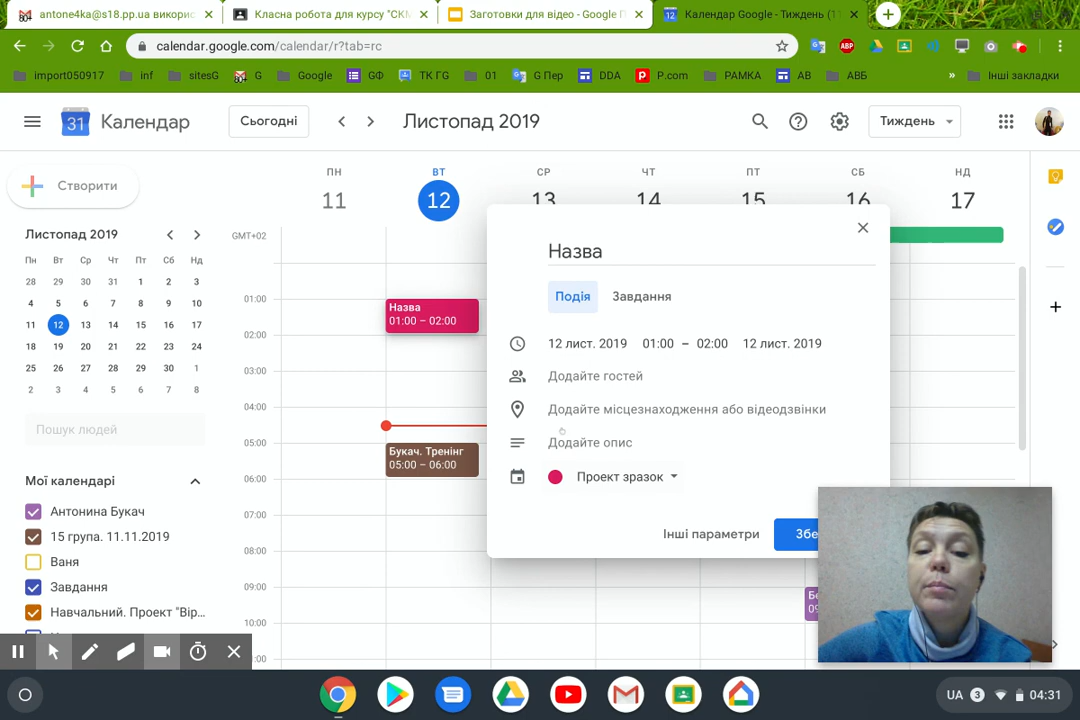 antone4ka@s18.pp.ua викорис
Класна робота для курсу "СКМ
Заготовки для відео - Google П
Календар Google - Тиждень (11
calendar.google.com/calendar/r?tab=rc
import050917
inf
sitesG
G
Google
GФ
ТК ГG
01
G Пер
DDA
P.com
РАМКА
АВ
АВБ
»
Інші закладки
31
Календар
Сьогодні
Листопад 2019
Тиждень
Створити
ПН
ВТ
СР
ЧТ
ПТ
СБ
НД
11
12
13
14
15
16
17
Листопад 2019
Пн Вт Ср Чт Пт Сб Нд
28 29 30 31 1 2 3
4 5 6 7 8 9 10
11 12 13 14 15 16 17
18 19 20 21 22 23 24
25 26 27 28 29 30 1
2 3 4 5 6 7 8
Пошук людей
Мої календарі
Антонина Букач
15 група. 11.11.2019
Ваня
Завдання
Навчальний. Проект "Вір...
GMT+02
01:00
02:00
03:00
04:00
05:00
06:00
07:00
08:00
09:00
10:00
Назва
01:00 – 02:00
Букач. Тренінг
05:00 – 06:00
Назва
Подія
Завдання
12 лист. 2019 01:00 – 02:00 12 лист. 2019
Додайте гостей
Додайте місцезнаходження або відеодзвінки
Додайте опис
Проект зразок
Інші параметри
Збе
UA
3
04:31